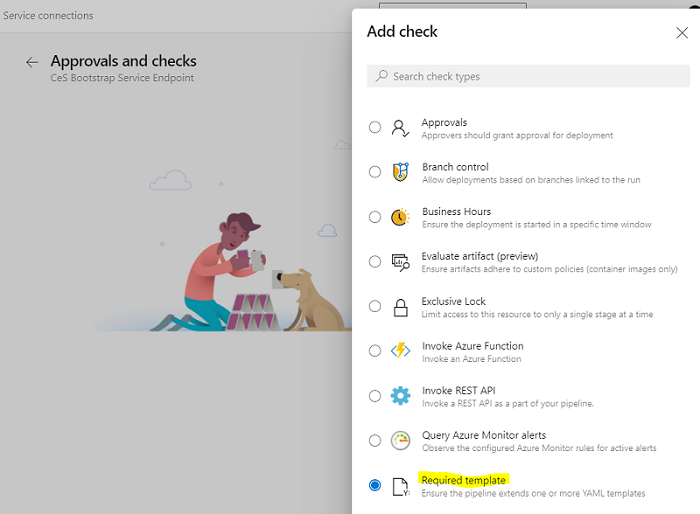 Service connections
Approvals and checks
CeS Bootstrap Service Endpoint
Add check
Search check types
Approvals
Approvers should grant approval for deployment
Branch control
Allow deployments based on branches linked to the run
Business Hours
Ensure the deployment is started in a specific time window
Evaluate artifact (preview)
Ensure artifacts adhere to custom policies (container images only)
Exclusive Lock
Limit access to this resource to only a single stage at a time
Invoke Azure Function
Invoke an Azure Function
Invoke REST API
Invoke a REST API as a part of your pipeline.
Query Azure Monitor alerts
Observe the configured Azure Monitor rules for active alerts
Required template
Ensure the pipeline extends one or more YAML templates